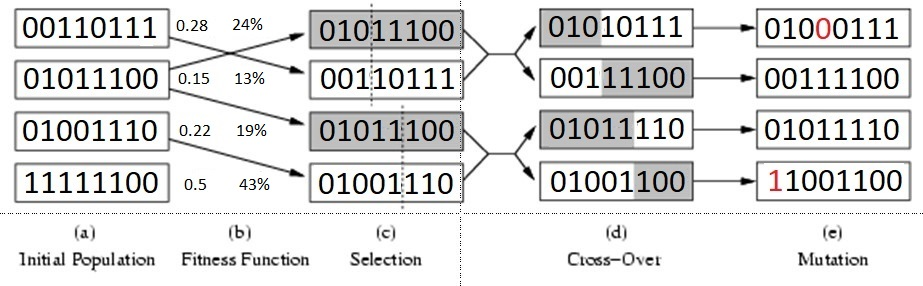 00110111 0.28 24% 01011100 01010111 01000111
01011100 0.15 13% 00110111 00111100 00111100
01001110 0.22 19% 01011100 01011110 01011110
11111100 0.5 43% 01001110 01001100 11001100
(a) (b) (c) (d) (e)
Initial Population Fitness Function Selection Cross–Over Mutation